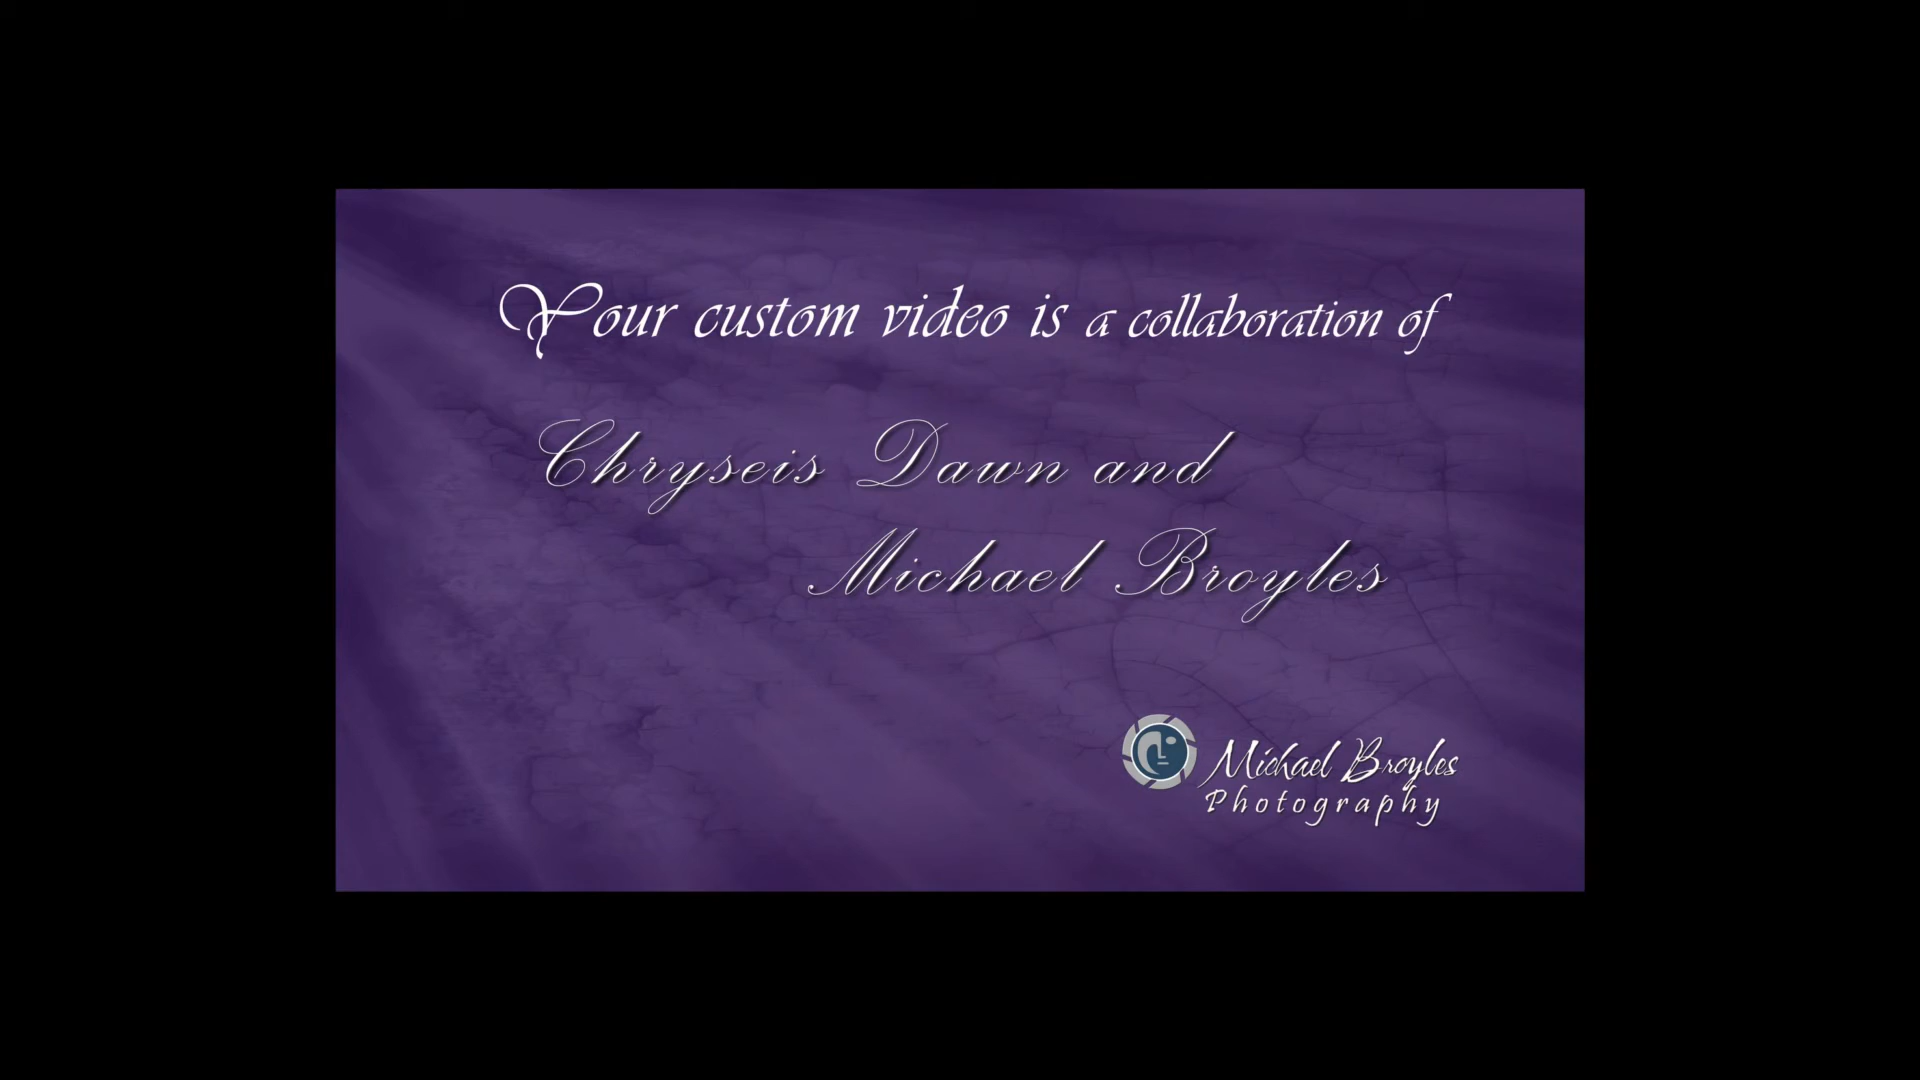 Your custom video is a collaboration of
Chryseis Dawn and
Michael Broyles
Michael Broyles
Photography